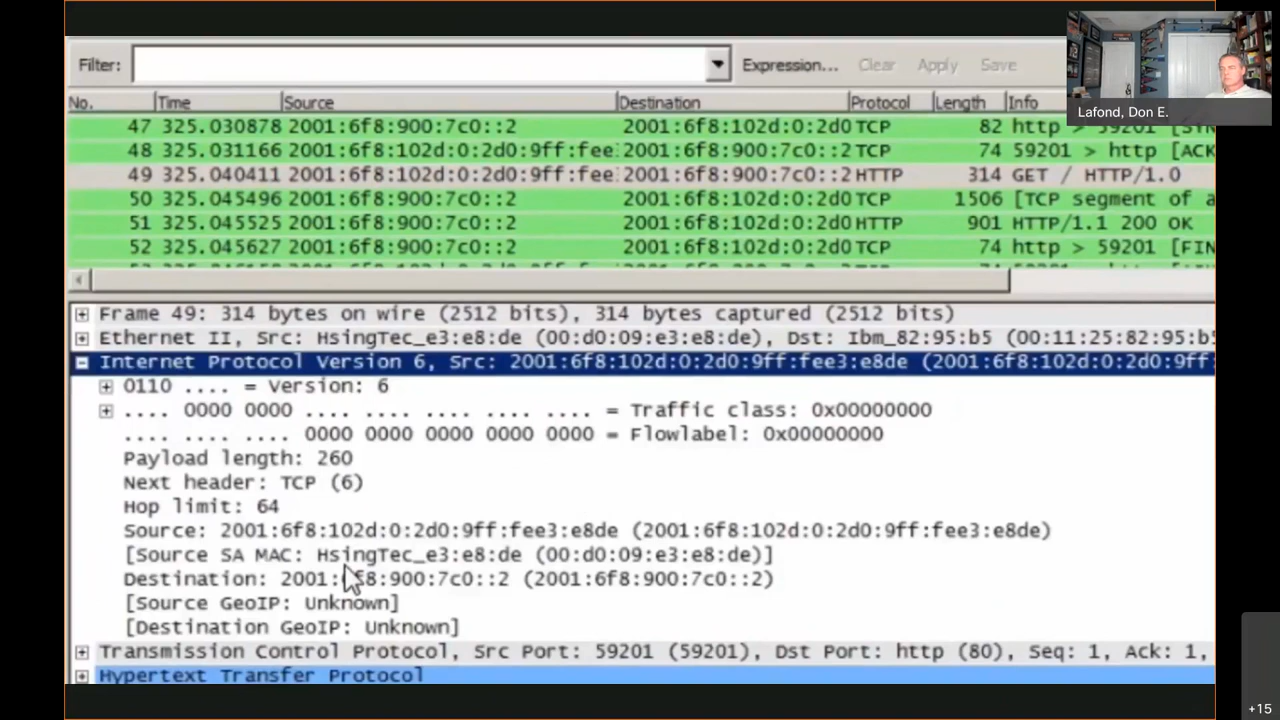 Filter:
Expression... Clear Apply Save
Lafond, Don E.
No. Time Source Destination Protocol Length Info
47 325.030878 2001:6f8:900:7c0::2 2001:6f8:102d:0:2d0 TCP 82 http > 59201 [SYN
48 325.031166 2001:6f8:102d:0:2d0:9ff:fee 2001:6f8:900:7c0::2 TCP 74 59201 > http [ACK
49 325.040411 2001:6f8:102d:0:2d0:9ff:fee 2001:6f8:900:7c0::2 HTTP 314 GET / HTTP/1.0
50 325.045496 2001:6f8:900:7c0::2 2001:6f8:102d:0:2d0 TCP 1506 [TCP segment of a
51 325.045525 2001:6f8:900:7c0::2 2001:6f8:102d:0:2d0 HTTP 901 HTTP/1.1 200 OK
52 325.045627 2001:6f8:900:7c0::2 2001:6f8:102d:0:2d0 TCP 74 http > 59201 [FIN
Frame 49: 314 bytes on wire (2512 bits), 314 bytes captured (2512 bits)
Ethernet II, Src: HsingTec_e3:e8:de (00:d0:09:e3:e8:de), Dst: Ibm_82:95:b5 (00:11:25:82:95:b5
Internet Protocol Version 6, Src: 2001:6f8:102d:0:2d0:9ff:fee3:e8de (2001:6f8:102d:0:2d0:9ff:
0110 .... = Version: 6
.... 0000 0000 .... .... .... .... .... = Traffic class: 0x00000000
.... .... .... 0000 0000 0000 0000 0000 = Flowlabel: 0x00000000
Payload length: 260
Next header: TCP (6)
Hop limit: 64
Source: 2001:6f8:102d:0:2d0:9ff:fee3:e8de (2001:6f8:102d:0:2d0:9ff:fee3:e8de)
[Source SA MAC: HsingTec_e3:e8:de (00:d0:09:e3:e8:de)]
Destination: 2001:6f8:900:7c0::2 (2001:6f8:900:7c0::2)
[Source GeoIP: Unknown]
[Destination GeoIP: Unknown]
Transmission Control Protocol, Src Port: 59201 (59201), Dst Port: http (80), Seq: 1, Ack: 1,
Hypertext Transfer Protocol
+15